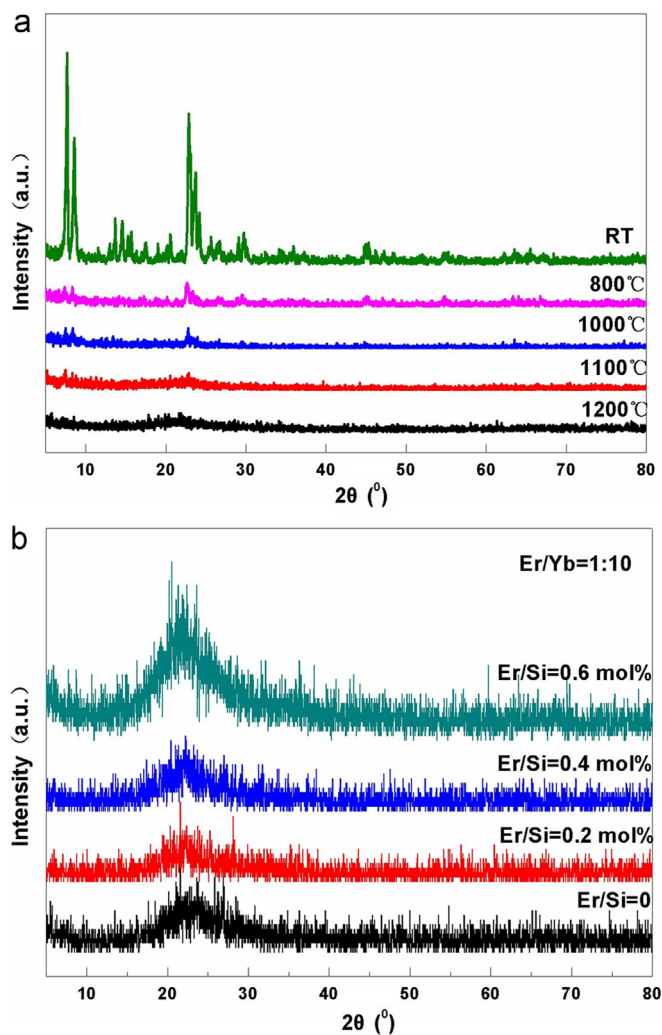 a
Intensity (a.u.)
RT
800℃
1000℃
1100℃
1200℃
10 20 30 40 50 60 70 80
2θ (⁰)
b
Er/Yb=1:10
Er/Si=0.6 mol%
Er/Si=0.4 mol%
Er/Si=0.2 mol%
Er/Si=0
Intensity (a.u.)
10 20 30 40 50 60 70 80
2θ (⁰)